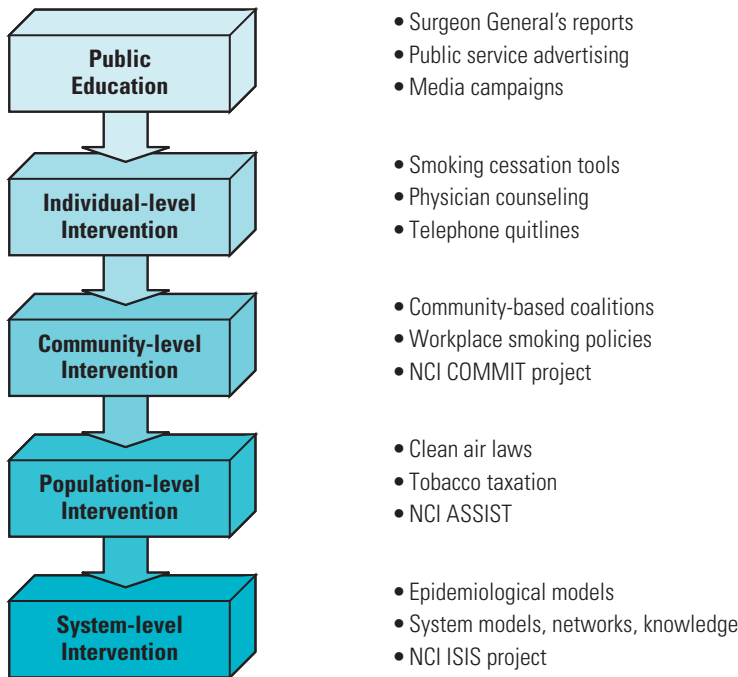 Public
Education
• Surgeon General's reports
• Public service advertising
• Media campaigns
Individual-level
Intervention
• Smoking cessation tools
• Physician counseling
• Telephone quitlines
Community-level
Intervention
• Community-based coalitions
• Workplace smoking policies
• NCI COMMIT project
Population-level
Intervention
• Clean air laws
• Tobacco taxation
• NCI ASSIST
System-level
Intervention
• Epidemiological models
• System models, networks, knowledge
• NCI ISIS project